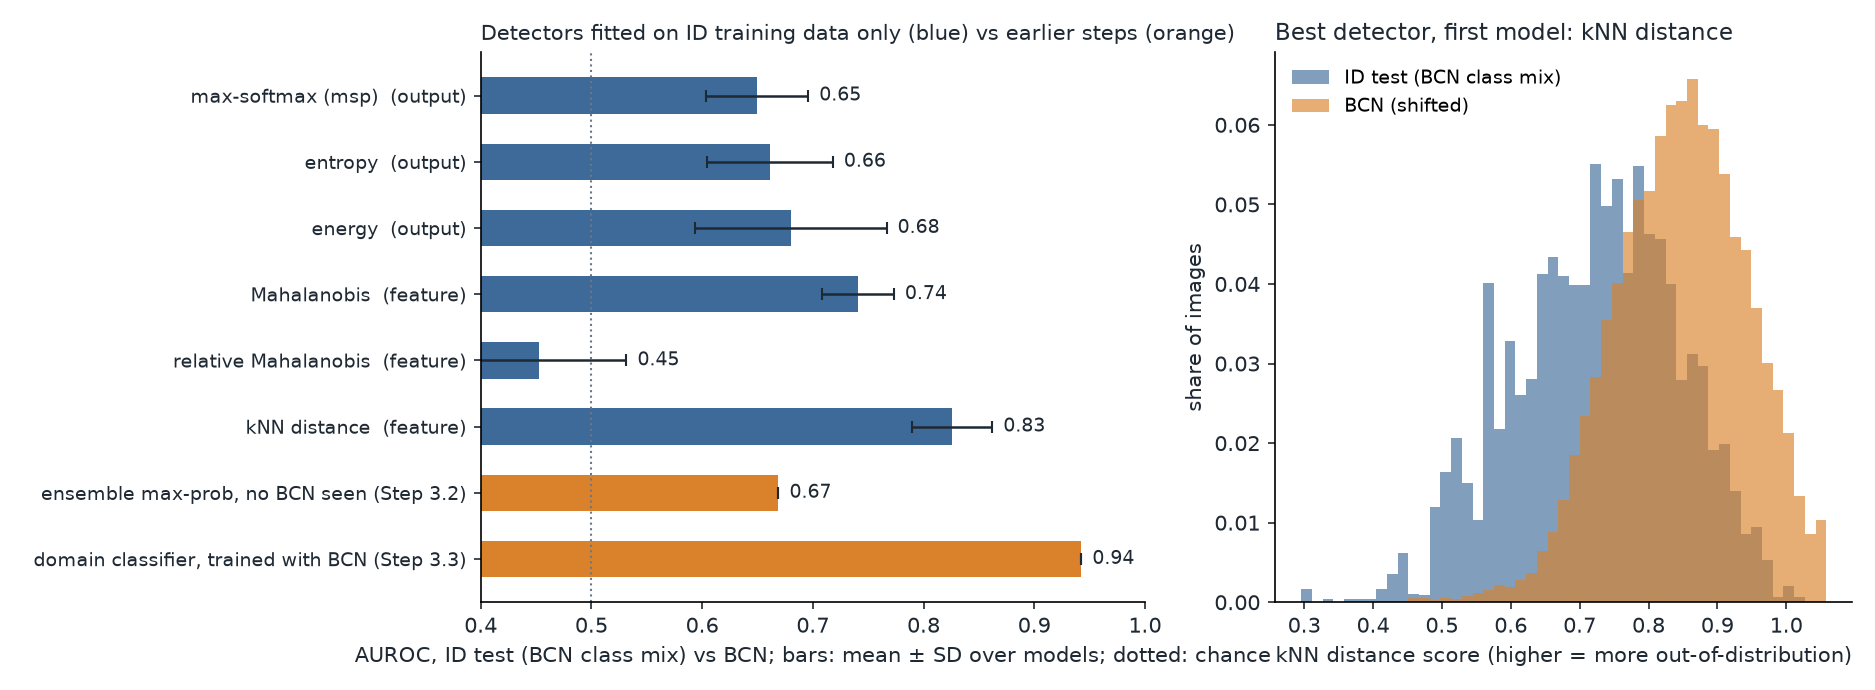 Detectors fitted on ID training data only (blue) vs earlier steps (orange)
max-softmax (msp)  (output)
0.65
entropy  (output)
0.66
energy  (output)
0.68
Mahalanobis  (feature)
0.74
relative Mahalanobis  (feature)
0.45
kNN distance  (feature)
0.83
ensemble max-prob, no BCN seen (Step 3.2)
0.67
domain classifier, trained with BCN (Step 3.3)
0.94
0.4 0.5 0.6 0.7 0.8 0.9 1.0
AUROC, ID test (BCN class mix) vs BCN; bars: mean ± SD over models; dotted: chance
Best detector, first model: kNN distance
ID test (BCN class mix)
BCN (shifted)
share of images
0.06
0.05
0.04
0.03
0.02
0.01
0.00
0.3 0.4 0.5 0.6 0.7 0.8 0.9 1.0
kNN distance score (higher = more out-of-distribution)